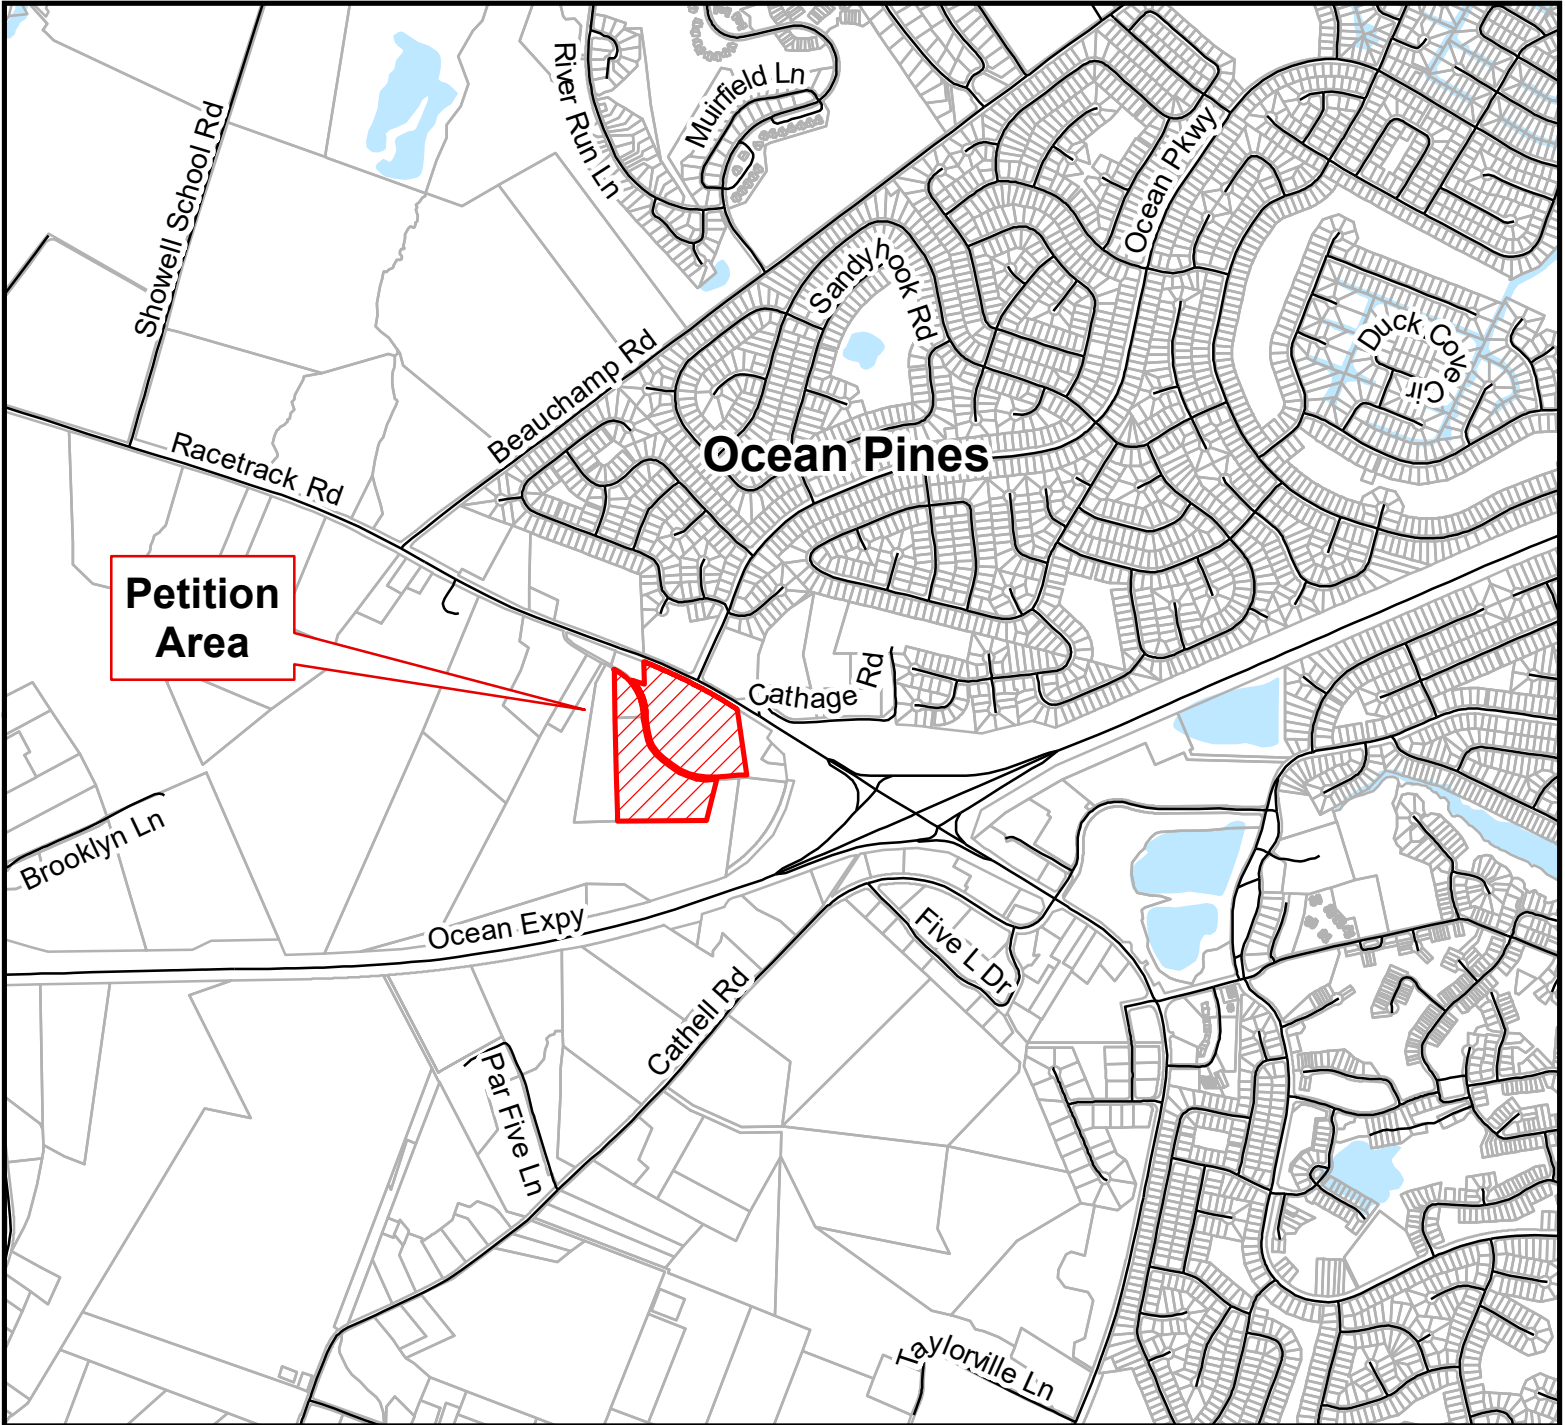 River Run Ln
Muirfield Ln
Showell School Rd
Ocean Pkwy
Sandyhook Rd
Duck Cove Cir
Beauchamp Rd
Racetrack Rd
Ocean Pines
Petition
Area
Cathage Rd
Brooklyn Ln
Ocean Expy
Five L Dr
Cathell Rd
Par Five Ln
Taylorville Ln